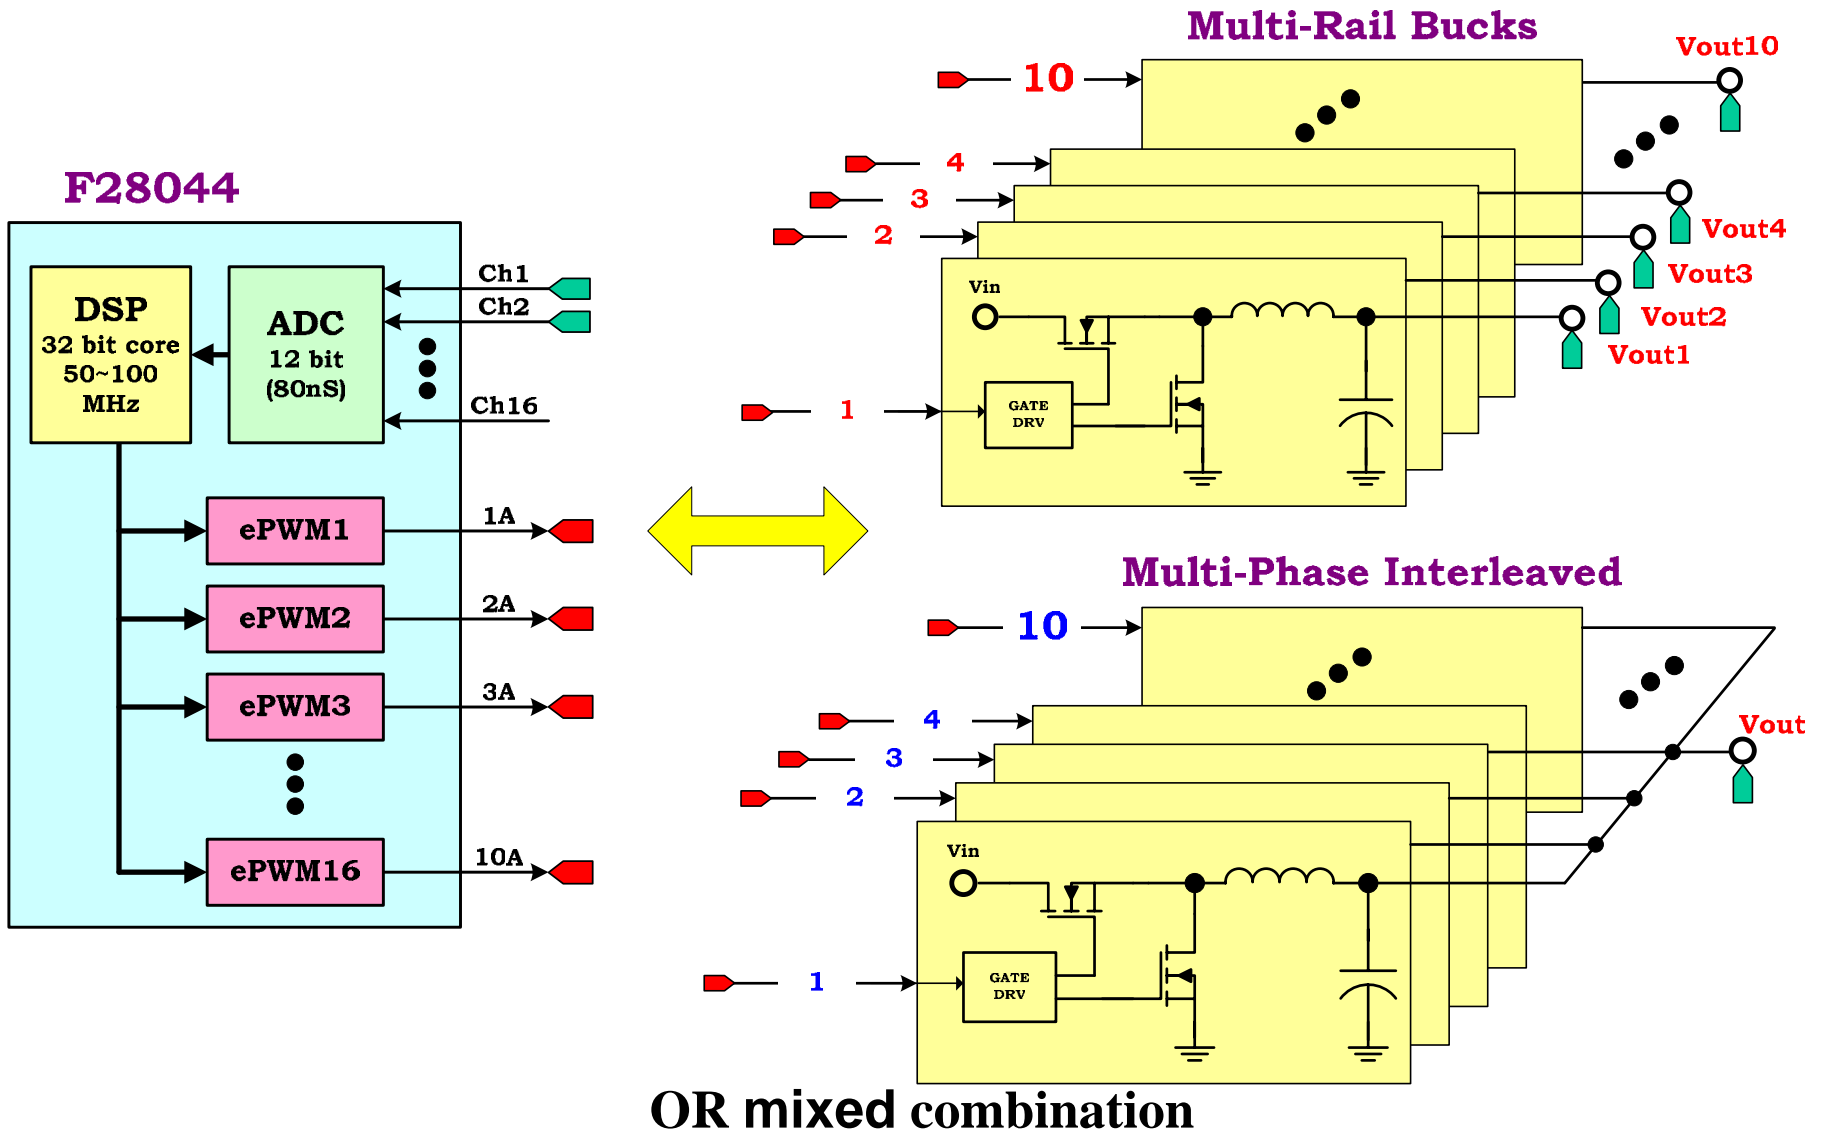 F28044
DSP
32 bit core
50~100
MHz
ADC
12 bit
(80nS)
Ch1
Ch2
Ch16
ePWM1
1A
ePWM2
2A
ePWM3
3A
ePWM16
10A
Multi-Rail Bucks
10
4
3
2
1
Vin
GATE
DRV
Vout10
Vout4
Vout3
Vout2
Vout1
Multi-Phase Interleaved
10
4
3
2
1
Vin
GATE
DRV
Vout
OR mixed combination